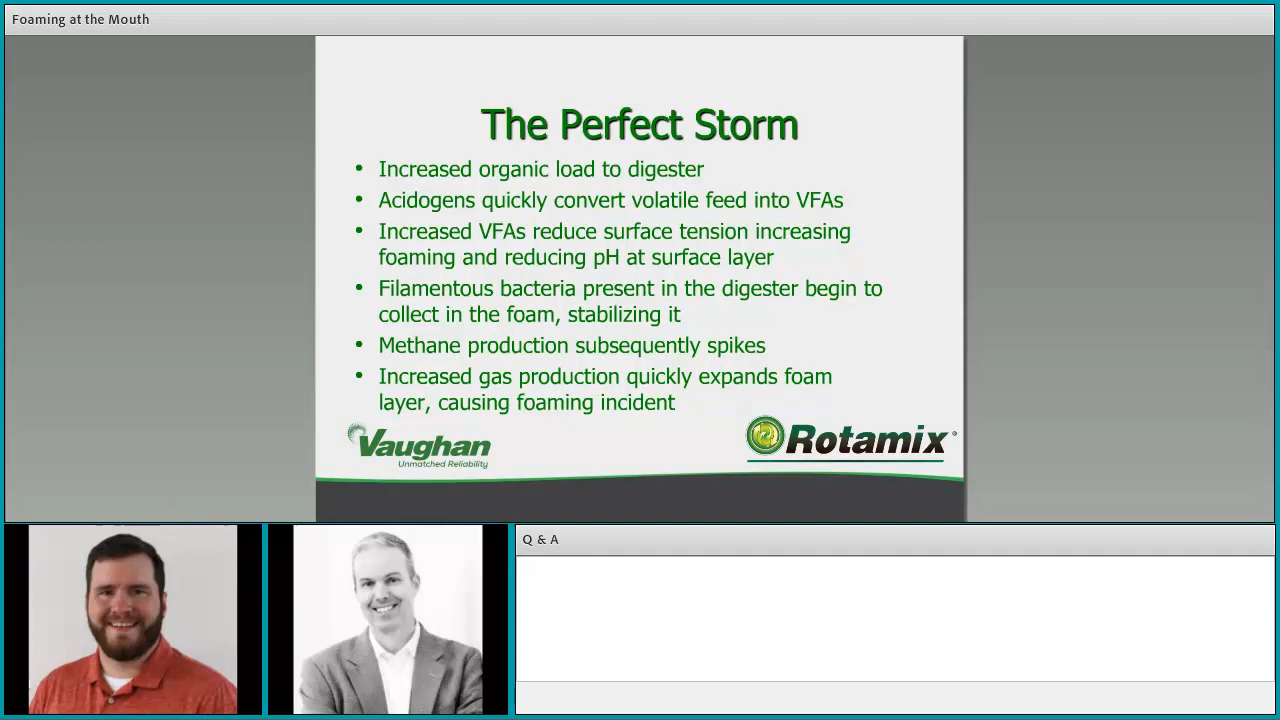 Foaming at the Mouth
The Perfect Storm
• Increased organic load to digester
• Acidogens quickly convert volatile feed into VFAs
• Increased VFAs reduce surface tension increasing
foaming and reducing pH at surface layer
• Filamentous bacteria present in the digester begin to
collect in the foam, stabilizing it
• Methane production subsequently spikes
• Increased gas production quickly expands foam
layer, causing foaming incident
Vaughan
Unmatched Reliability
Rotamix®
Q & A